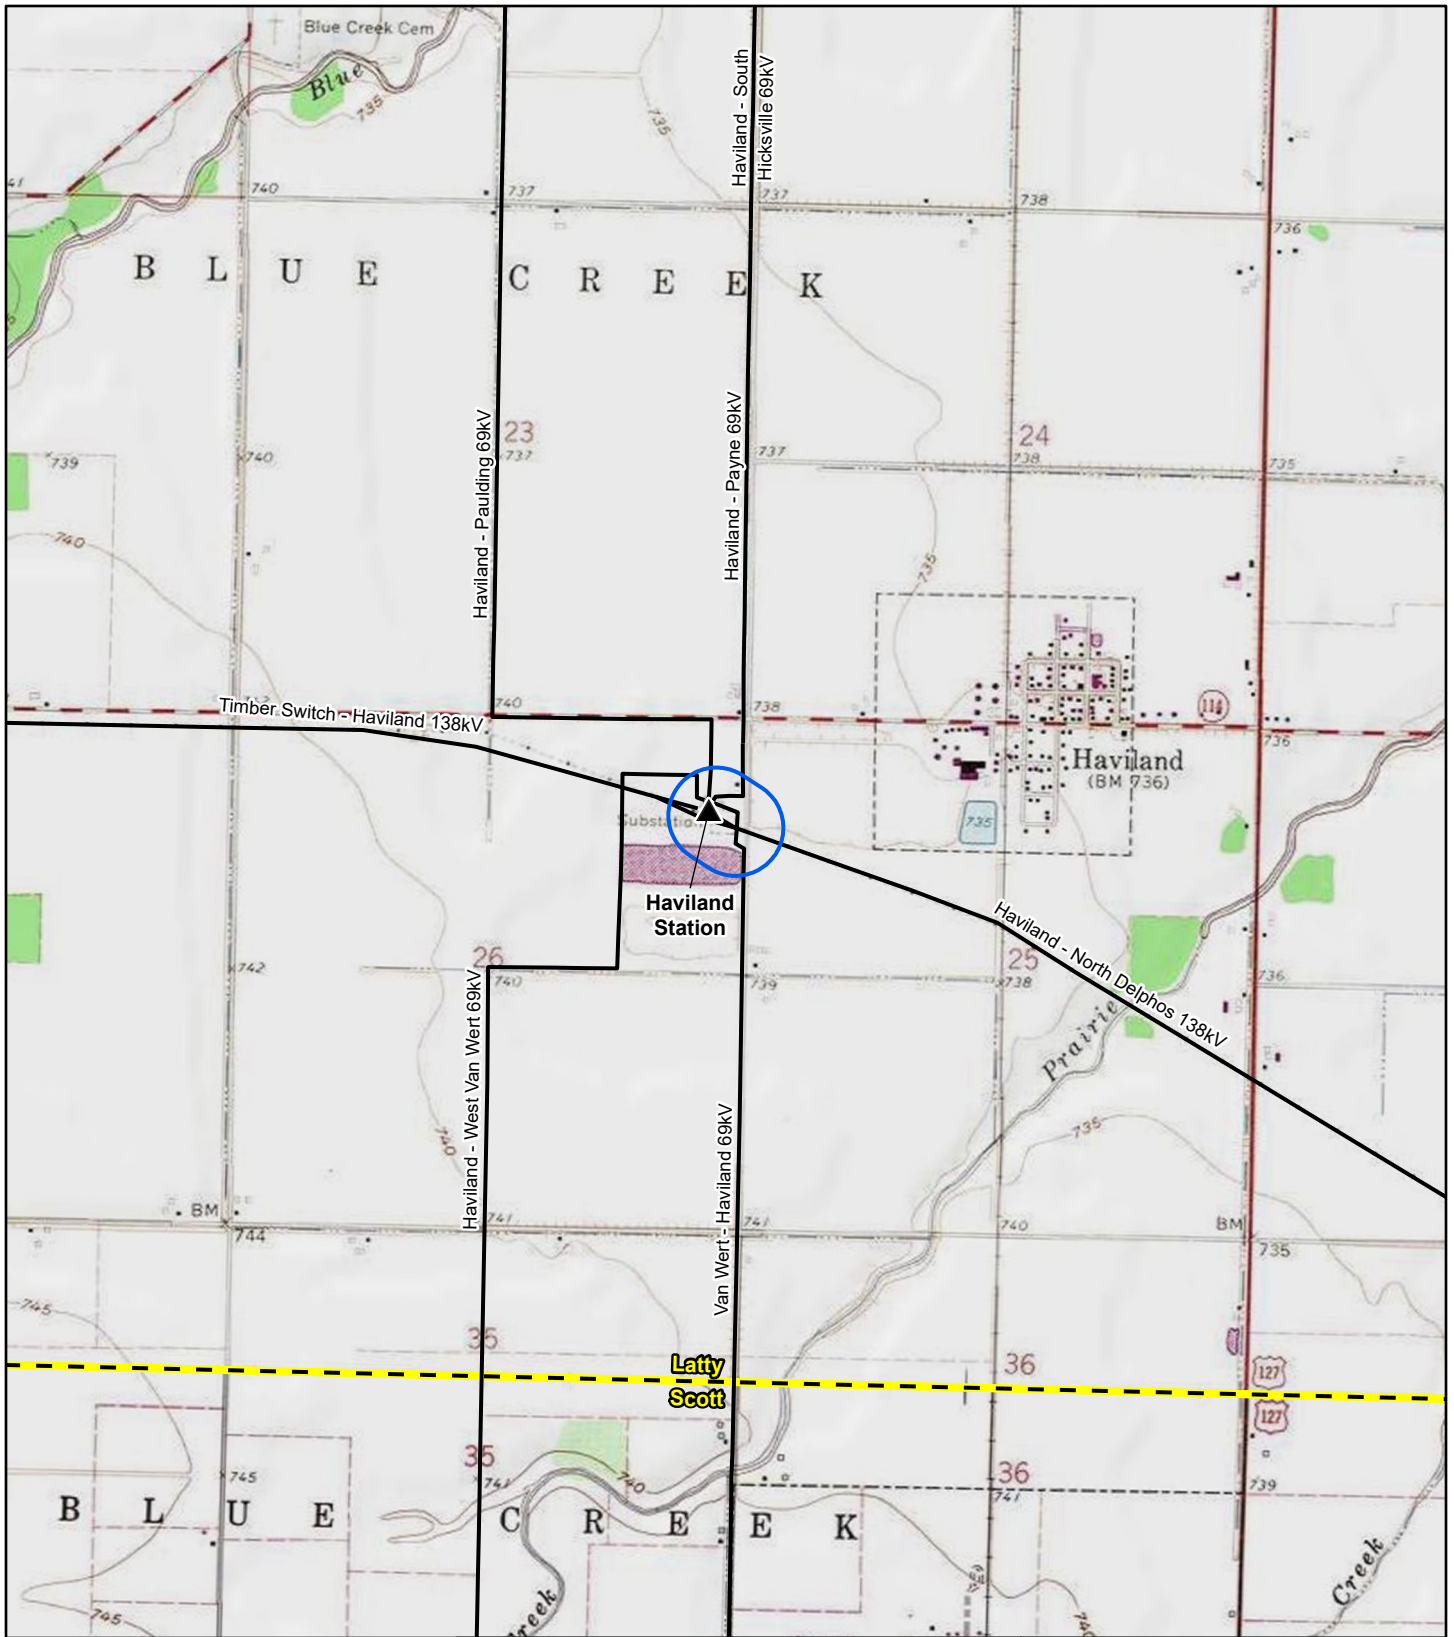 Blue Creek Cem
Blue
735
735
Haviland - South
Hicksville 69kV
740
737
737
738
736
B L U E C R E E K
23
24
Haviland - Paulding 69kV
Haviland - Payne 69kV
739
740
737
737
738
735
740
735
Timber Switch - Haviland 138kV
740
738
114
736
Haviland
(BM 736)
735
Substation
Haviland
Station
26
25
Haviland - North Delphos 138kV
742
740
739
738
736
Prairie
Haviland - West Van Wert 69kV
Van Wert - Haviland 69kV
740
735
BM
744
741
741
740
BM
735
745
35
36
Latty
Scott
127
127
35
36
745
741
740
741
739
B L U E C R E E K
Creek
745
reek
740